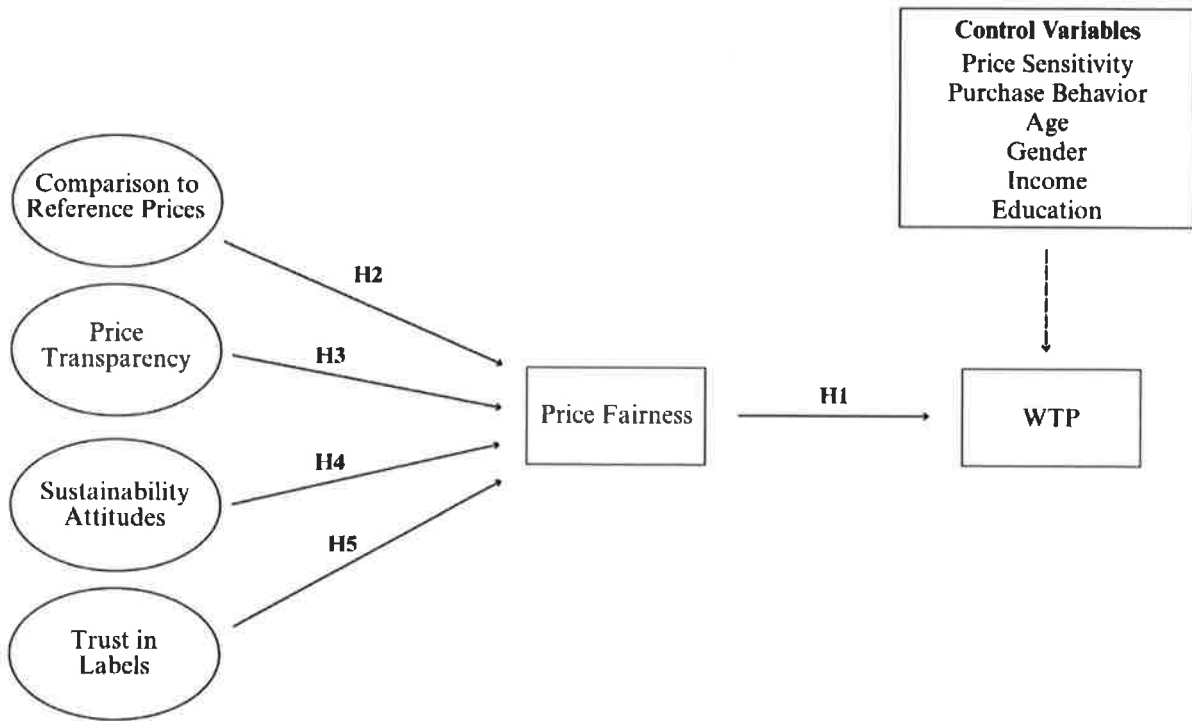 Control Variables
Price Sensitivity
Purchase Behavior
Age
Gender
Income
Education
Comparison to
Reference Prices
H2
Price
Transparency
H3
Price Fairness
H1
WTP
H4
Sustainability
Attitudes
H5
Trust in
Labels